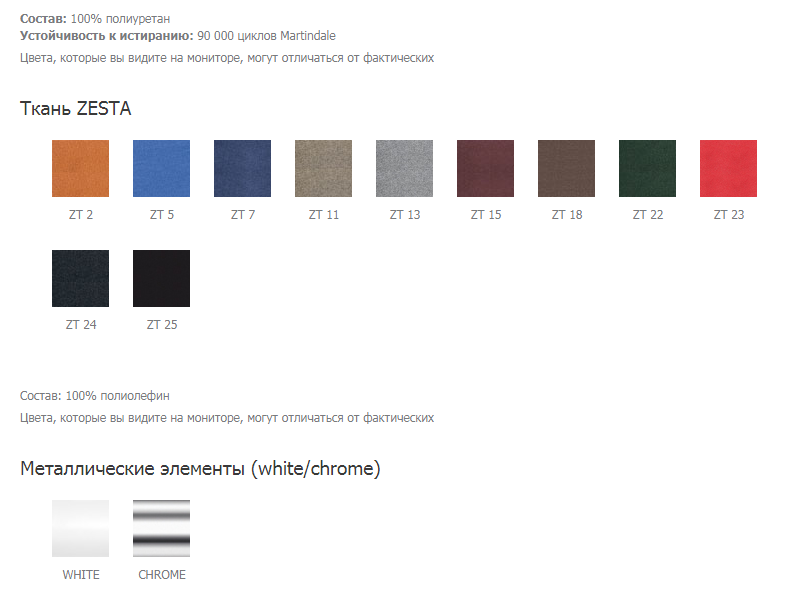 Состав: 100% полиуретан
Устойчивость к истиранию: 90 000 циклов Martindale
Цвета, которые вы видите на мониторе, могут отличаться от фактических
Ткань ZESTA
ZT 2 ZT 5 ZT 7 ZT 11 ZT 13 ZT 15 ZT 18 ZT 22 ZT 23
ZT 24 ZT 25
Состав: 100% полиолефин
Цвета, которые вы видите на мониторе, могут отличаться от фактических
Металлические элементы (white/chrome)
WHITE CHROME